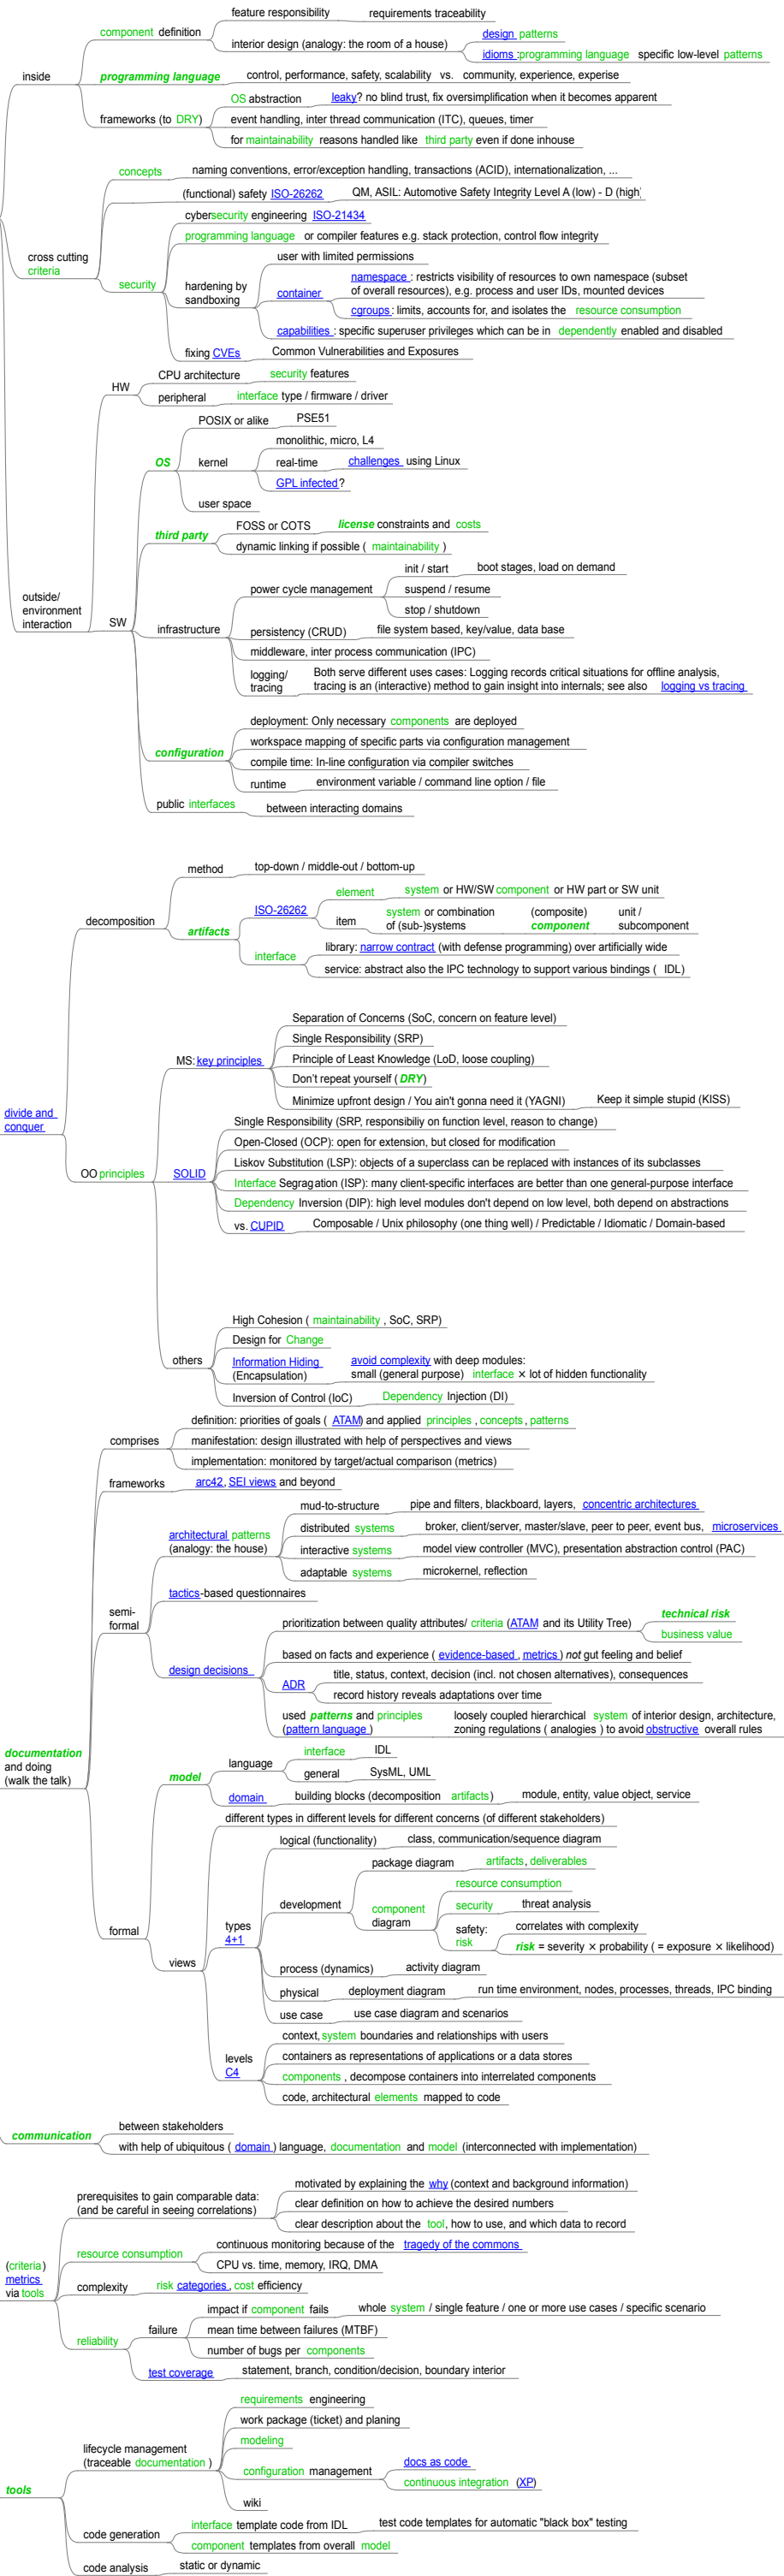 feature responsibility
requirements traceability
component definition
interior design (analogy: the room of a house)
design patterns
idioms :programming language specific low-level patterns
inside
programming language
control, performance, safety, scalability vs. community, experience, experise
frameworks (to DRY)
OS abstraction
leaky? no blind trust, fix oversimplification when it becomes apparent
event handling, inter thread communication (ITC), queues, timer
for maintainability reasons handled like third party even if done inhouse
concepts
naming conventions, error/exception handling, transactions (ACID), internationalization, ...
(functional) safety ISO-26262
QM, ASIL: Automotive Safety Integrity Level A (low) - D (high)
cross cutting
criteria
security
cybersecurity engineering ISO-21434
programming language or compiler features e.g. stack protection, control flow integrity
hardening by
sandboxing
user with limited permissions
container
namespace : restricts visibility of resources to own namespace (subset
of overall resources), e.g. process and user IDs, mounted devices
cgroups : limits, accounts for, and isolates the resource consumption
capabilities : specific superuser privileges which can be in dependently enabled and disabled
fixing CVEs
Common Vulnerabilities and Exposures
HW
CPU architecture
security features
peripheral
interface type / firmware / driver
outside/
environment
interaction
SW
OS
POSIX or alike
PSE51
kernel
monolithic, micro, L4
real-time
challenges using Linux
GPL infected ?
user space
third party
FOSS or COTS
license constraints and costs
dynamic linking if possible ( maintainability )
infrastructure
power cycle management
init / start
boot stages, load on demand
suspend / resume
stop / shutdown
persistency (CRUD)
file system based, key/value, data base
middleware, inter process communication (IPC)
logging/
tracing
Both serve different uses cases: Logging records critical situations for offline analysis,
tracing is an (interactive) method to gain insight into internals; see also logging vs tracing
configuration
deployment: Only necessary components are deployed
workspace mapping of specific parts via configuration management
compile time: In-line configuration via compiler switches
runtime
environment variable / command line option / file
public interfaces
between interacting domains
divide and
conquer
decomposition
method
top-down / middle-out / bottom-up
artifacts
ISO-26262
element
system or HW/SW component or HW part or SW unit
item
system or combination
of (sub-)systems
(composite)
component
unit /
subcomponent
interface
library: narrow contract (with defense programming) over artificially wide
service: abstract also the IPC technology to support various bindings ( IDL)
OO principles
MS: key principles
Separation of Concerns (SoC, concern on feature level)
Single Responsibility (SRP)
Principle of Least Knowledge (LoD, loose coupling)
Don't repeat yourself ( DRY)
Minimize upfront design / You ain't gonna need it (YAGNI)
Keep it simple stupid (KISS)
SOLID
Single Responsibility (SRP, responsibiliy on function level, reason to change)
Open-Closed (OCP): open for extension, but closed for modification
Liskov Substitution (LSP): objects of a superclass can be replaced with instances of its subclasses
Interface Segragation (ISP): many client-specific interfaces are better than one general-purpose interface
Dependency Inversion (DIP): high level modules don't depend on low level, both depend on abstractions
vs. CUPID
Composable / Unix philosophy (one thing well) / Predictable / Idiomatic / Domain-based
others
High Cohesion ( maintainability , SoC, SRP)
Design for Change
Information Hiding
(Encapsulation)
avoid complexity with deep modules:
small (general purpose) interface × lot of hidden functionality
Inversion of Control (IoC)
Dependency Injection (DI)
documentation
and doing
(walk the talk)
comprises
definition: priorities of goals ( ATAM) and applied principles , concepts , patterns
manifestation: design illustrated with help of perspectives and views
implementation: monitored by target/actual comparison (metrics)
frameworks
arc42, SEI views and beyond
semi-
formal
architectural patterns
(analogy: the house)
mud-to-structure
pipe and filters, blackboard, layers, concentric architectures
distributed systems
broker, client/server, master/slave, peer to peer, event bus, microservices
interactive systems
model view controller (MVC), presentation abstraction control (PAC)
adaptable systems
microkernel, reflection
tactics-based questionnaires
design decisions
prioritization between quality attributes/ criteria (ATAM and its Utility Tree)
technical risk
business value
based on facts and experience ( evidence-based , metrics ) not gut feeling and belief
ADR
title, status, context, decision (incl. not chosen alternatives), consequences
record history reveals adaptations over time
used patterns and principles
(pattern language )
loosely coupled hierarchical system of interior design, architecture,
zoning regulations ( analogies ) to avoid obstructive overall rules
formal
model
language
interface
IDL
general
SysML, UML
domain
building blocks (decomposition artifacts)
module, entity, value object, service
views
different types in different levels for different concerns (of different stakeholders)
types
4+1
logical (functionality)
class, communication/sequence diagram
development
package diagram
artifacts, deliverables
component
diagram
resource consumption
security
threat analysis
safety:
risk
correlates with complexity
risk = severity × probability ( = exposure × likelihood)
process (dynamics)
activity diagram
physical
deployment diagram
run time environment, nodes, processes, threads, IPC binding
use case
use case diagram and scenarios
levels
C4
context, system boundaries and relationships with users
containers as representations of applications or a data stores
components , decompose containers into interrelated components
code, architectural elements mapped to code
communication
between stakeholders
with help of ubiquitous ( domain ) language, documentation and model (interconnected with implementation)
(criteria)
metrics
via tools
prerequisites to gain comparable data:
(and be careful in seeing correlations)
motivated by explaining the why (context and background information)
clear definition on how to achieve the desired numbers
clear description about the tool, how to use, and which data to record
resource consumption
continuous monitoring because of the tragedy of the commons
CPU vs. time, memory, IRQ, DMA
complexity
risk categories , cost efficiency
reliability
failure
impact if component fails
whole system / single feature / one or more use cases / specific scenario
mean time between failures (MTBF)
number of bugs per components
test coverage
statement, branch, condition/decision, boundary interior
tools
lifecycle management
(traceable documentation )
requirements engineering
work package (ticket) and planing
modeling
configuration management
docs as code
continuous integration (XP)
wiki
code generation
interface template code from IDL
test code templates for automatic "black box" testing
component templates from overall model
code analysis
static or dynamic